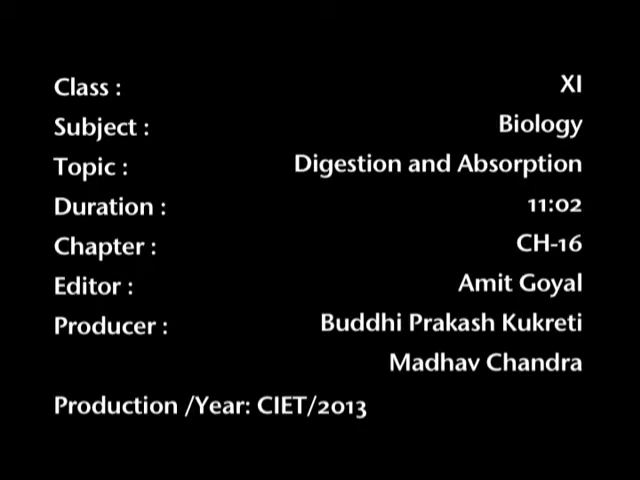 Class : XI
Subject : Biology
Topic : Digestion and Absorption
Duration : 11:02
Chapter : CH-16
Editor : Amit Goyal
Producer : Buddhi Prakash Kukreti
Madhav Chandra
Production /Year: CIET/2013